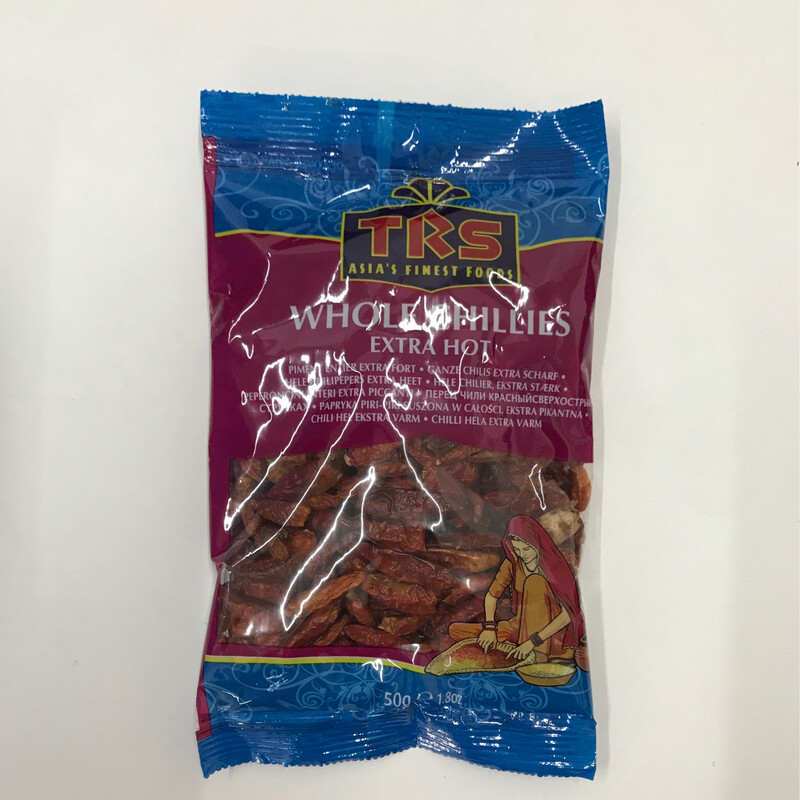 TRS
ASIA'S FINEST FOODS
WHOLE CHILLIES
EXTRA HOT
PIMENT ENTIER EXTRA FORT • GANZE CHILIS EXTRA SCHARF •
HELE CHILIPEPERS EXTRA HEET • HELE CHILIER, EKSTRA STÆRK •
PEPERONCINI INTERI EXTRA PICCANTI • ПЕРЕЦ ЧИЛИ КРАСНЫЙСВЕРХОСТРЫЙ
• PAPRYKA PIRI-PIRI SUSZONA W CAŁOŚCI, EKSTRA PIKANTNA •
CHILI HEL EKSTRA VARM • CHILLI HELA EXTRA VARM
50g ℮ 1.8oz